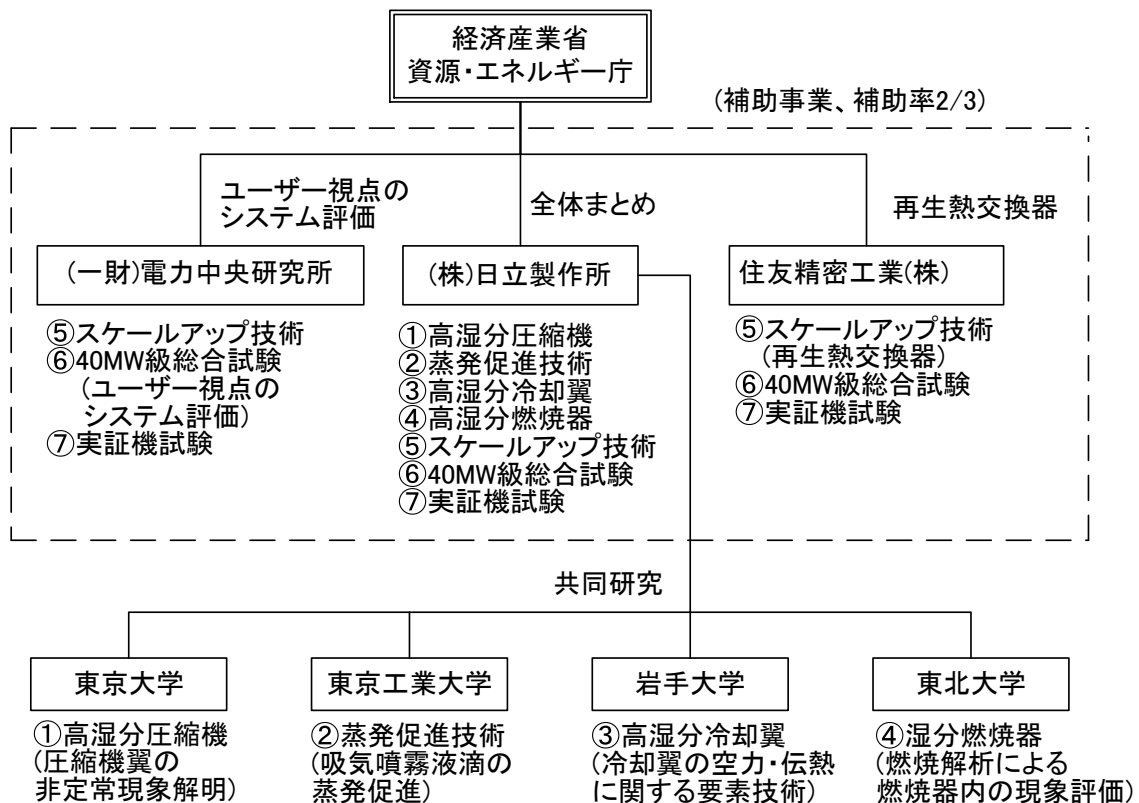 経済産業省
資源・エネルギー庁
(補助事業、補助率2/3)
ユーザー視点の
システム評価
全体まとめ
再生熱交換器
(一財)電力中央研究所
(株)日立製作所
住友精密工業(株)
⑤スケールアップ技術
⑥40MW級総合試験
(ユーザー視点の
システム評価)
⑦実証機試験
①高湿分圧縮機
②蒸発促進技術
③高湿分冷却翼
④高湿分燃焼器
⑤スケールアップ技術
⑥40MW級総合試験
⑦実証機試験
⑤スケールアップ技術
(再生熱交換器)
⑥40MW級総合試験
⑦実証機試験
共同研究
東京大学
東京工業大学
岩手大学
東北大学
①高湿分圧縮機
(圧縮機翼の
非定常現象解明)
②蒸発促進技術
(吸気噴霧液滴の
蒸発促進)
③高湿分冷却翼
(冷却翼の空力・伝熱
に関する要素技術)
④湿分燃焼器
(燃焼解析による
燃焼器内の現象評価)